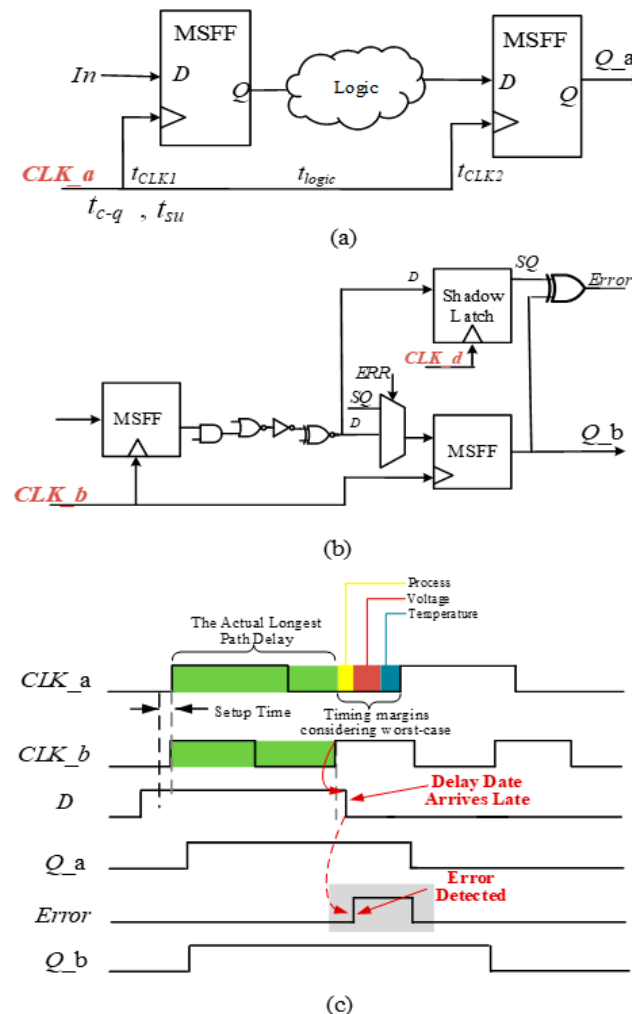 MSFF
MSFF
Q_a
In
D
Q
Logic
D
Q
CLK_a
tCLK1
tlogic
tCLK2
tc-q , tsu
(a)
SQ
Error
D
Shadow
Latch
CLK_d
ERR
SQ
D
MSFF
MSFF
Q_b
CLK_b
(b)
Process
Voltage
Temperature
The Actual Longest
Path Delay
CLK_a
Setup Time
Timing margins
considering worst-case
CLK_b
D
Delay Date
Arrives Late
Q_a
Error
Error
Detected
Q_b
(c)